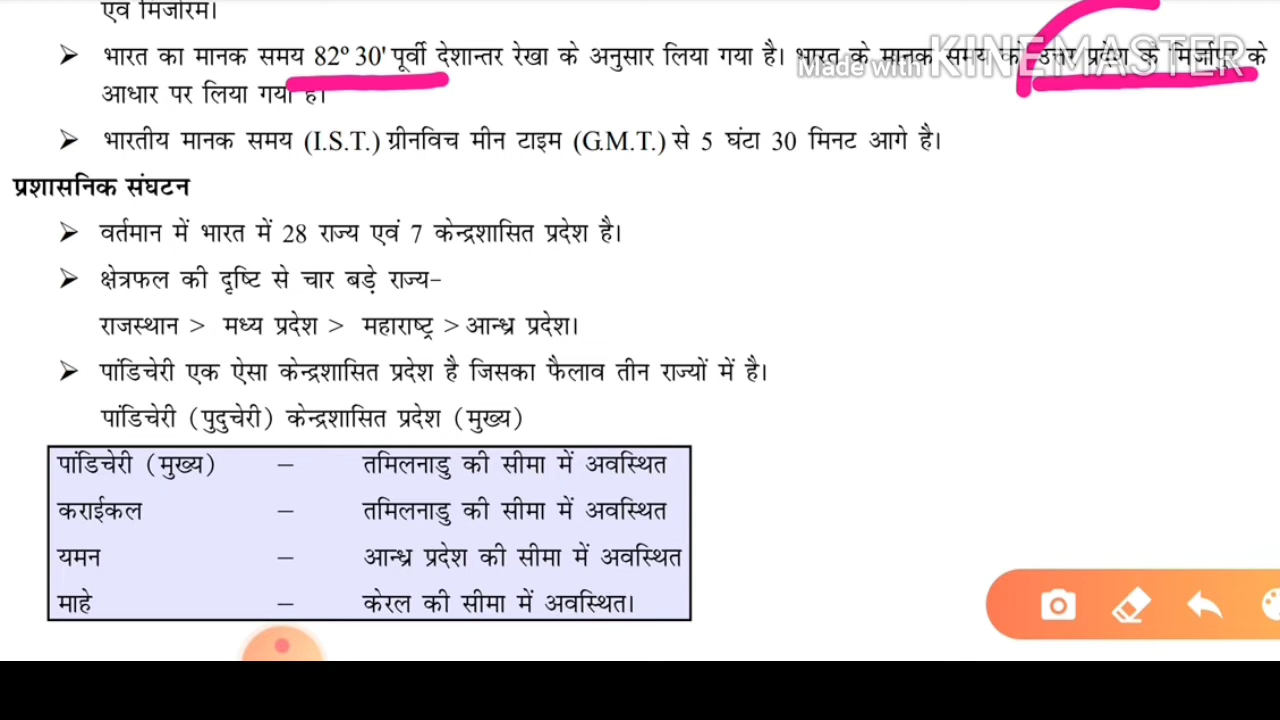 एवं मिजोरम।
➢ भारत का मानक समय 82º 30' पूर्वी देशान्तर रेखा के अनुसार लिया गया है। भारत के मानक समय को उत्तर प्रदेश के मिर्जापुर के
आधार पर लिया गया है।
Made with KINEMASTER
➢ भारतीय मानक समय (I.S.T.) ग्रीनविच मीन टाइम (G.M.T.) से 5 घंटा 30 मिनट आगे है।
प्रशासनिक संघटन
➢ वर्तमान में भारत में 28 राज्य एवं 7 केन्द्रशासित प्रदेश है।
➢ क्षेत्रफल की दृष्टि से चार बड़े राज्य-
राजस्थान > मध्य प्रदेश > महाराष्ट्र > आन्ध्र प्रदेश।
➢ पांडिचेरी एक ऐसा केन्द्रशासित प्रदेश है जिसका फैलाव तीन राज्यों में है।
पांडिचेरी (पुदुचेरी) केन्द्रशासित प्रदेश (मुख्य)
पांडिचेरी (मुख्य) – तमिलनाडु की सीमा में अवस्थित
कराईकल – तमिलनाडु की सीमा में अवस्थित
यमन – आन्ध्र प्रदेश की सीमा में अवस्थित
माहे – केरल की सीमा में अवस्थित।